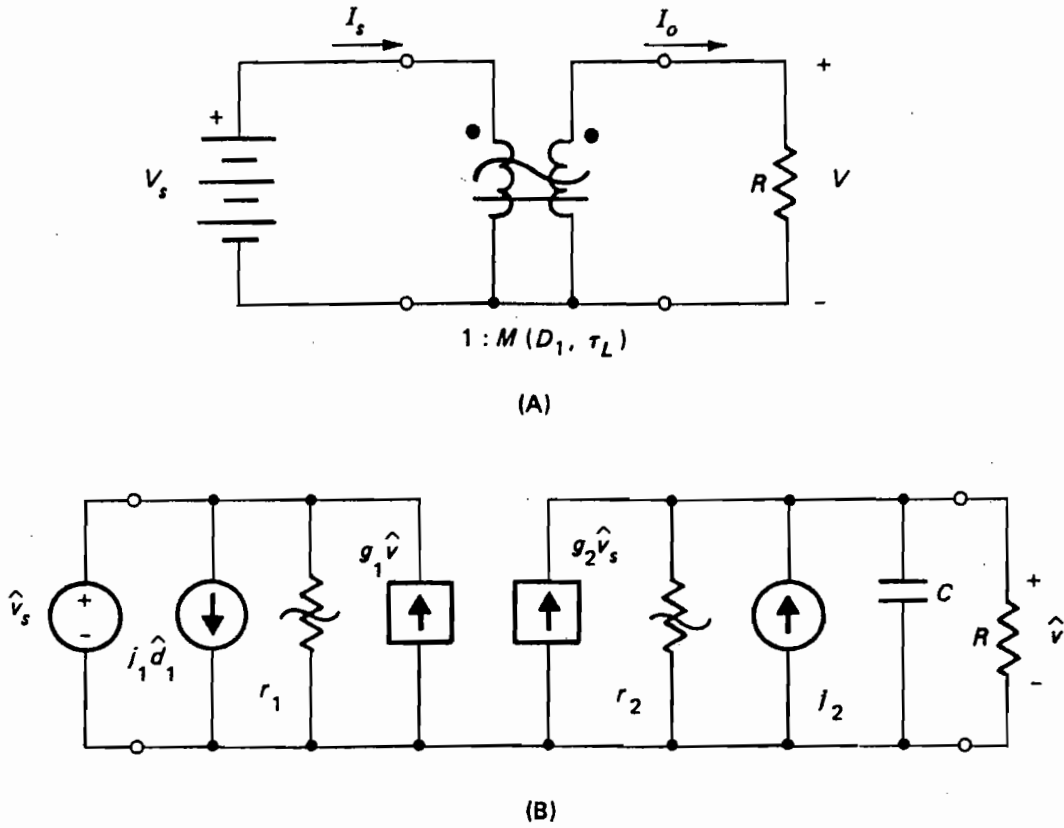 I_s
I_o
+
+
V_s
R
V
-
1 : M (D_1, τ_L)
(A)
g_1 v̂
g_2 v̂_s
v̂_s
+
-
j_1 d̂_1
r_1
r_2
j_2
C
R
+
v̂
-
(B)